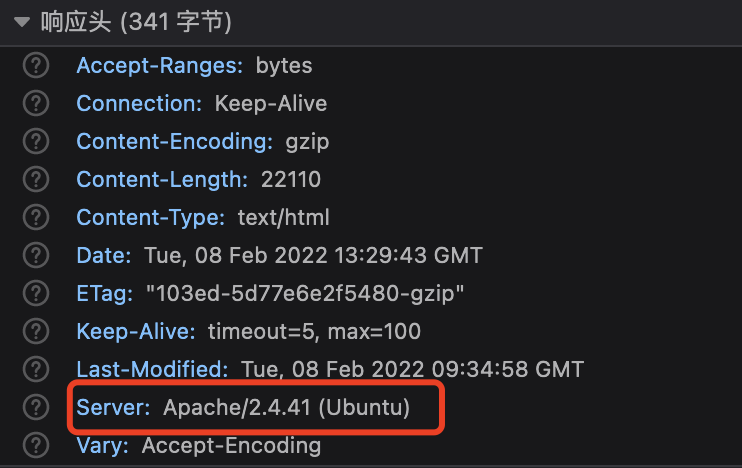 响应头 (341 字节)
Accept-Ranges: bytes
Connection: Keep-Alive
Content-Encoding: gzip
Content-Length: 22110
Content-Type: text/html
Date: Tue, 08 Feb 2022 13:29:43 GMT
ETag: "103ed-5d77e6e2f5480-gzip"
Keep-Alive: timeout=5, max=100
Last-Modified: Tue, 08 Feb 2022 09:34:58 GMT
Server: Apache/2.4.41 (Ubuntu)
Vary: Accept-Encoding